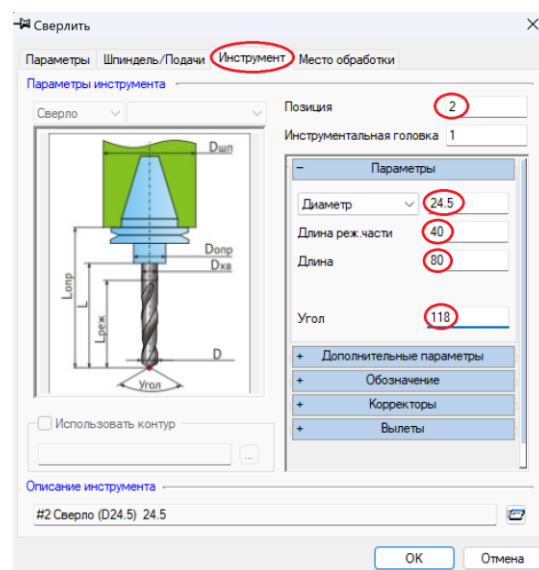 Сверлить
Параметры Шпиндель/Подачи Инструмент Место обработки
Параметры инструмента
Сверло
Позиция 2
Инструментальная головка 1
Dшп
Dопр
Dхв
Lопр
L
Lреж
D
Угол
− Параметры
Диаметр 24.5
Длина реж.части 40
Длина 80
Угол 118
+ Дополнительные параметры
+ Обозначение
+ Корректоры
+ Вылеты
Использовать контур
...
Описание инструмента
#2 Сверло (D24.5) 24.5
OK Отмена